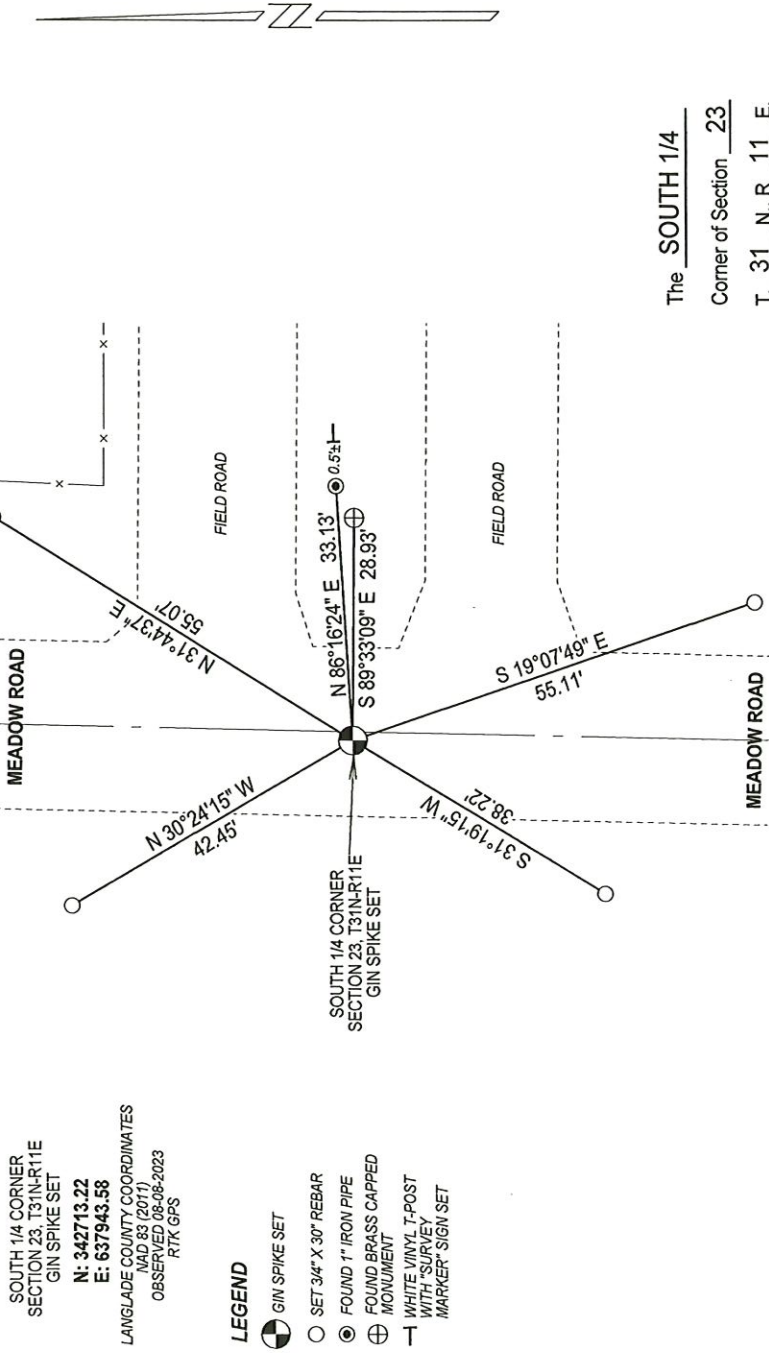 SOUTH 1/4 CORNER
SECTION 23, T31N-R11E
GIN SPIKE SET
N: 342713.22
E: 637943.58
LANGLADE COUNTY COORDINATES
NAD 83 (2011)
OBSERVED 08-08-2023
RTK GPS
LEGEND
GIN SPIKE SET
SET 3/4" X 30" REBAR
FOUND 1" IRON PIPE
FOUND BRASS CAPPED
MONUMENT
WHITE VINYL T-POST
WITH "SURVEY
MARKER" SIGN SET
MEADOW ROAD
N 31°44'37" E
55.07'
FIELD ROAD
N 30°24'15" W
42.45'
N 86°16'24" E 33.13'
0.5'±
S 89°33'09" E 28.93'
SOUTH 1/4 CORNER
SECTION 23, T31N-R11E
GIN SPIKE SET
FIELD ROAD
S 19°07'49" E
55.11'
S 31°19'15" W
38.22'
MEADOW ROAD
N
The SOUTH 1/4
Corner of Section 23
T. 31 N.,R. 11 E.